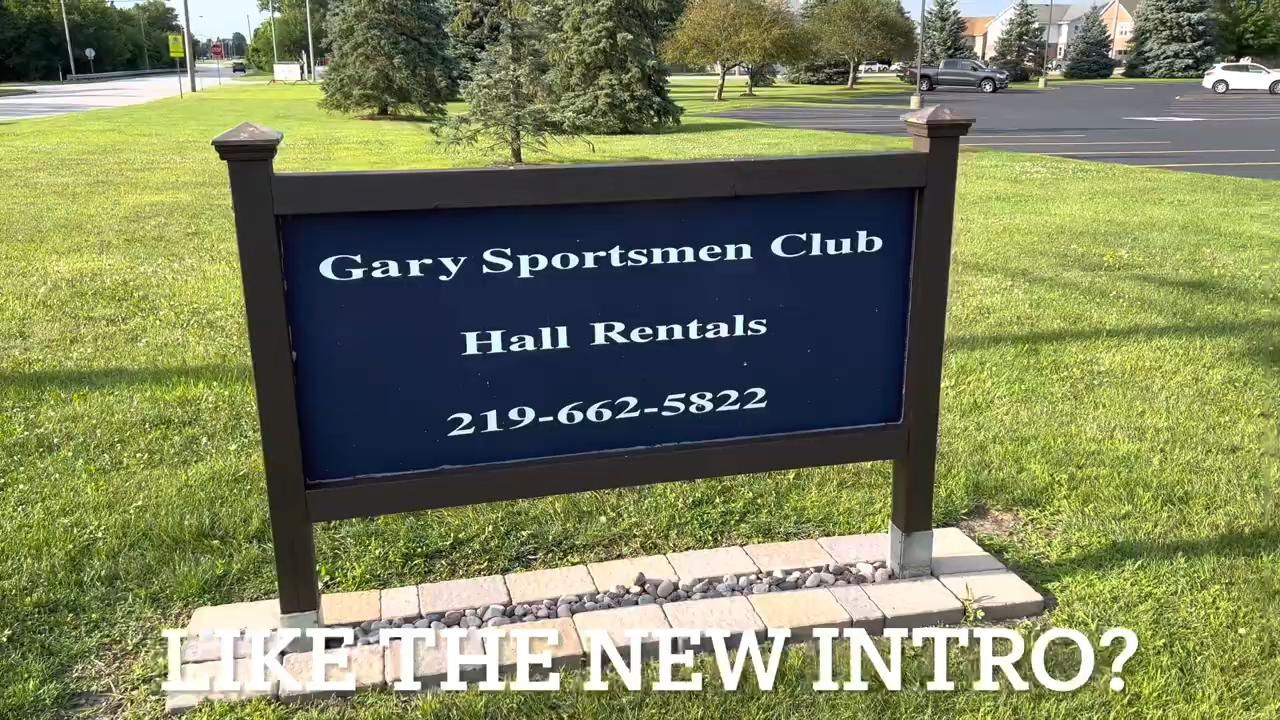 Gary Sportsmen Club
Hall Rentals
219-662-5822
LIKE THE NEW INTRO?